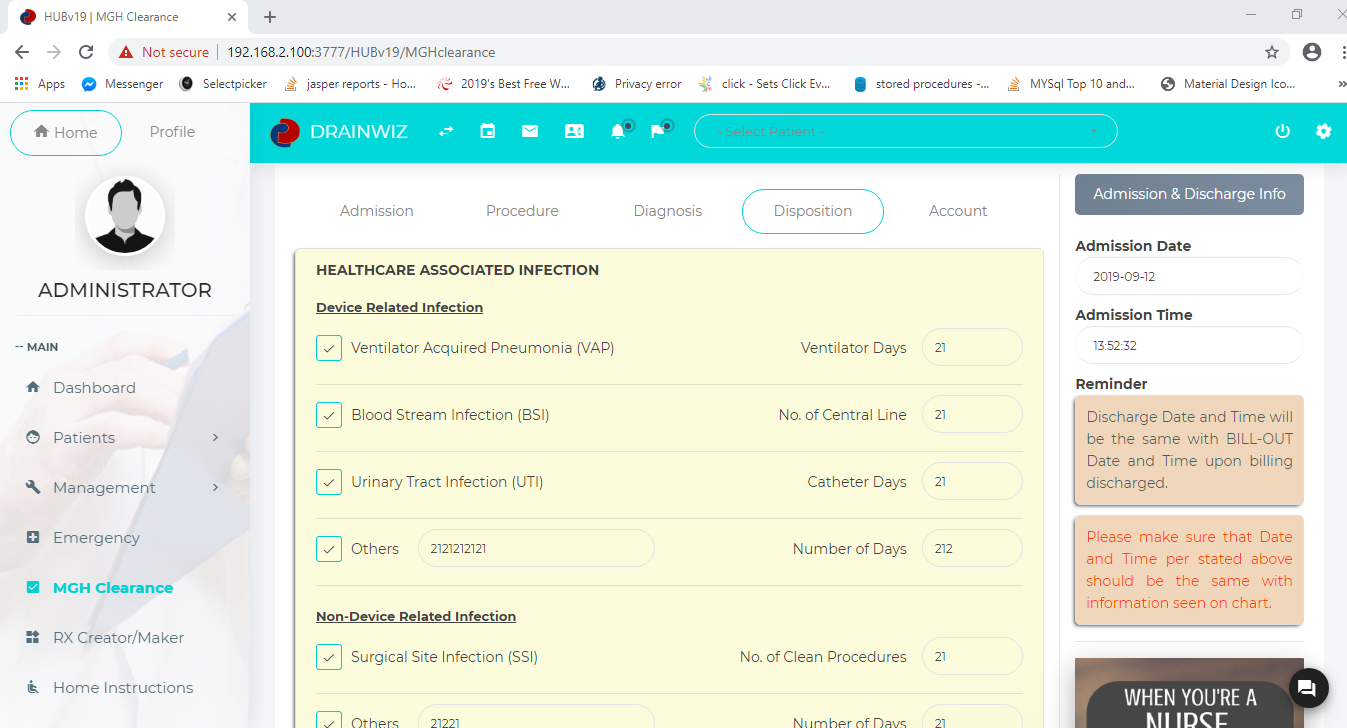 HUBv19 | MGH Clearance
Not secure | 192.168.2.100:3777/HUBv19/MGHclearance
Apps Messenger Selectpicker jasper reports - Ho... 2019's Best Free W... Privacy error click - Sets Click Ev... stored procedures -... MYSql Top 10 and... Material Design Ico... »
Home Profile
DRAINWIZ - Select Patient -
ADMINISTRATOR
-- MAIN
Dashboard
Patients
Management
Emergency
MGH Clearance
RX Creator/Maker
Home Instructions
Admission Procedure Diagnosis Disposition Account
HEALTHCARE ASSOCIATED INFECTION
Device Related Infection
Ventilator Acquired Pneumonia (VAP) Ventilator Days 21
Blood Stream Infection (BSI) No. of Central Line 21
Urinary Tract Infection (UTI) Catheter Days 21
Others 2121212121 Number of Days 212
Non-Device Related Infection
Surgical Site Infection (SSI) No. of Clean Procedures 21
Others 21221 Number of Days 21
Admission & Discharge Info
Admission Date
2019-09-12
Admission Time
13:52:32
Reminder
Discharge Date and Time will
be the same with BILL-OUT
Date and Time upon billing
discharged.
Please make sure that Date
and Time per stated above
should be the same with
information seen on chart.
WHEN YOU'RE A
NURSE